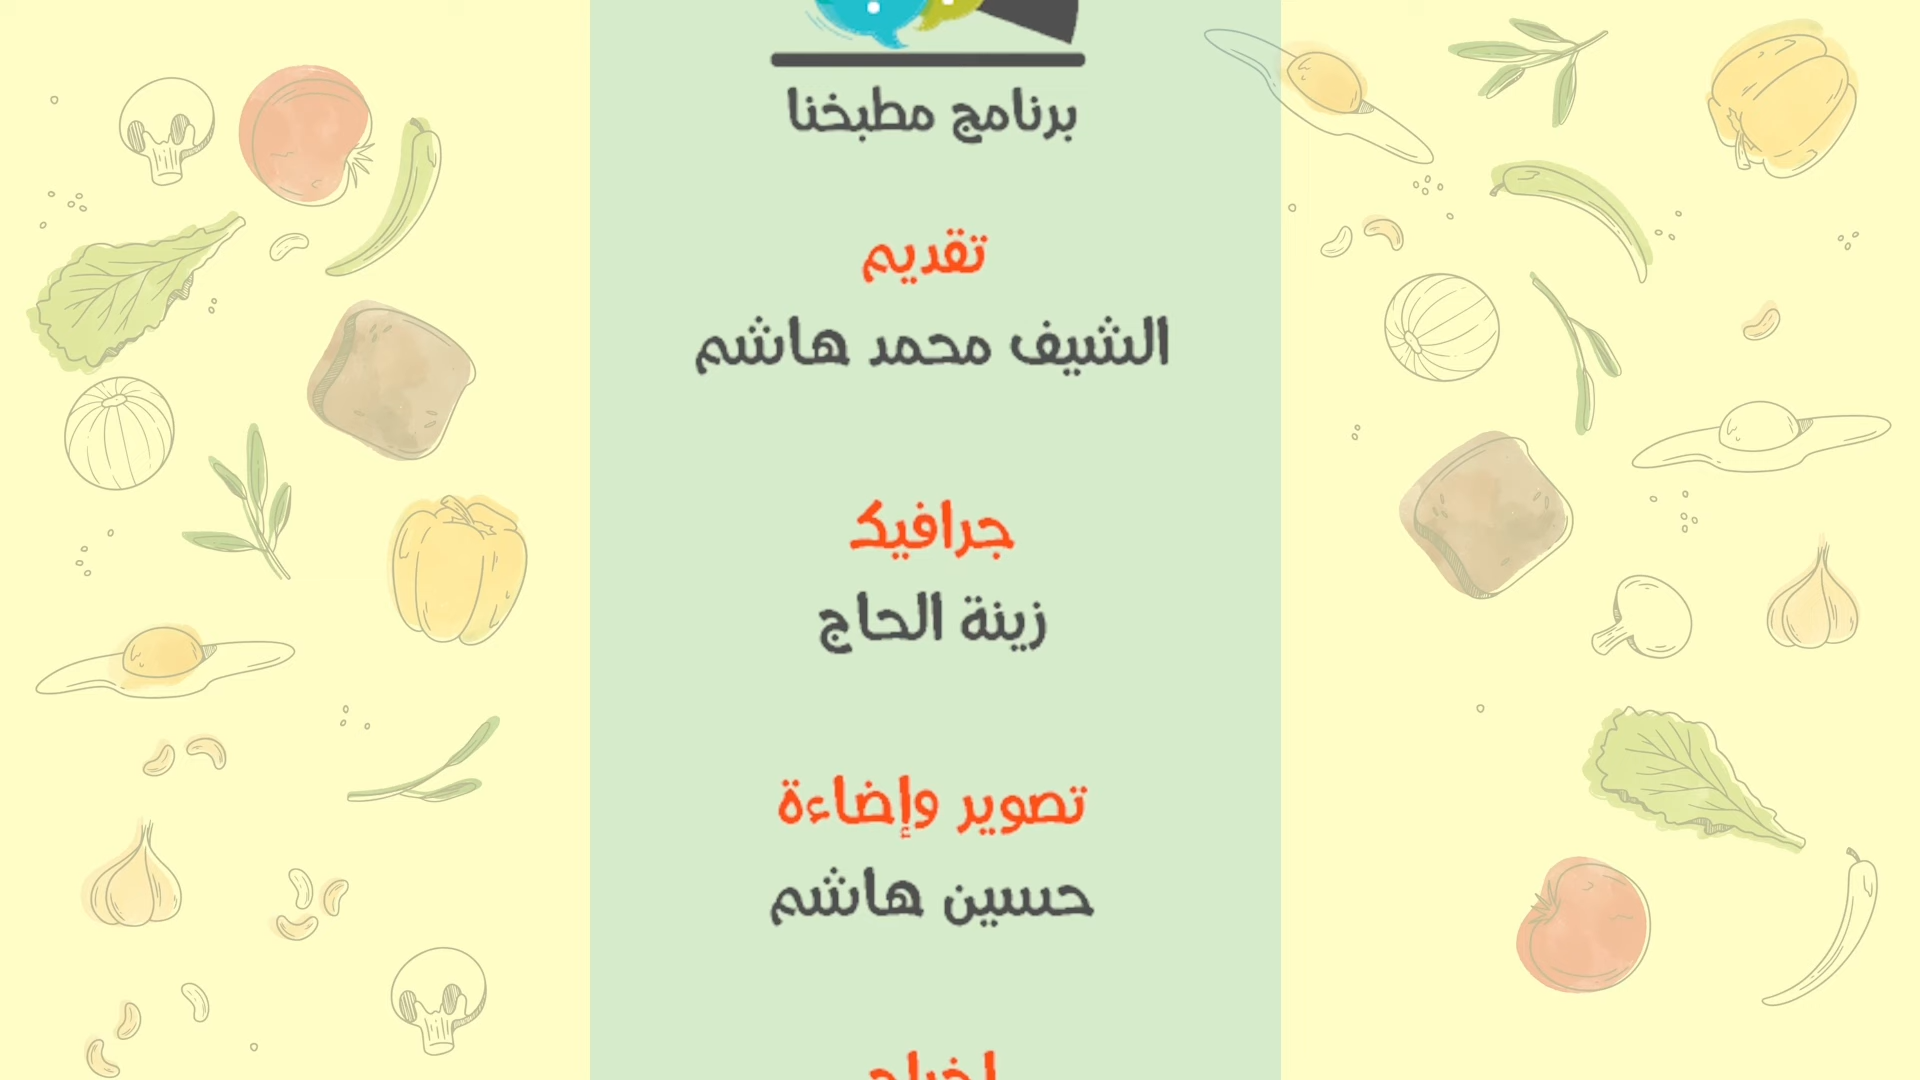 برنامج مطبخنا
تقديم
الشيف محمد هاشم
جرافيك
زينة الحاج
تصوير وإضاءة
حسين هاشم